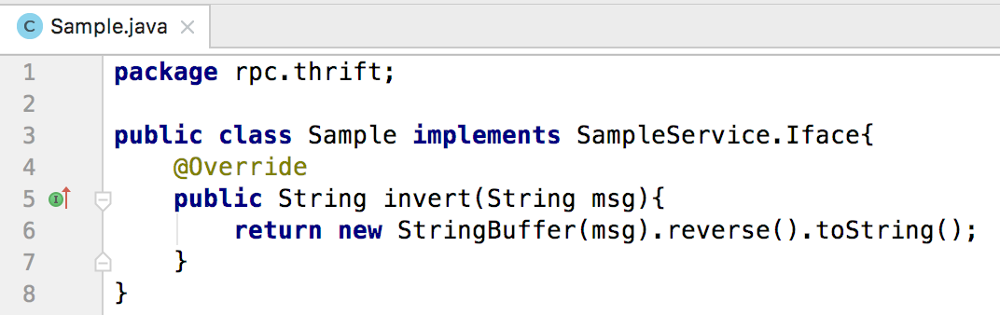 C Sample.java ×
1 package rpc.thrift;
2
3 public class Sample implements SampleService.Iface{
4     @Override
5 I     public String invert(String msg){
6         return new StringBuffer(msg).reverse().toString();
7     }
8 }